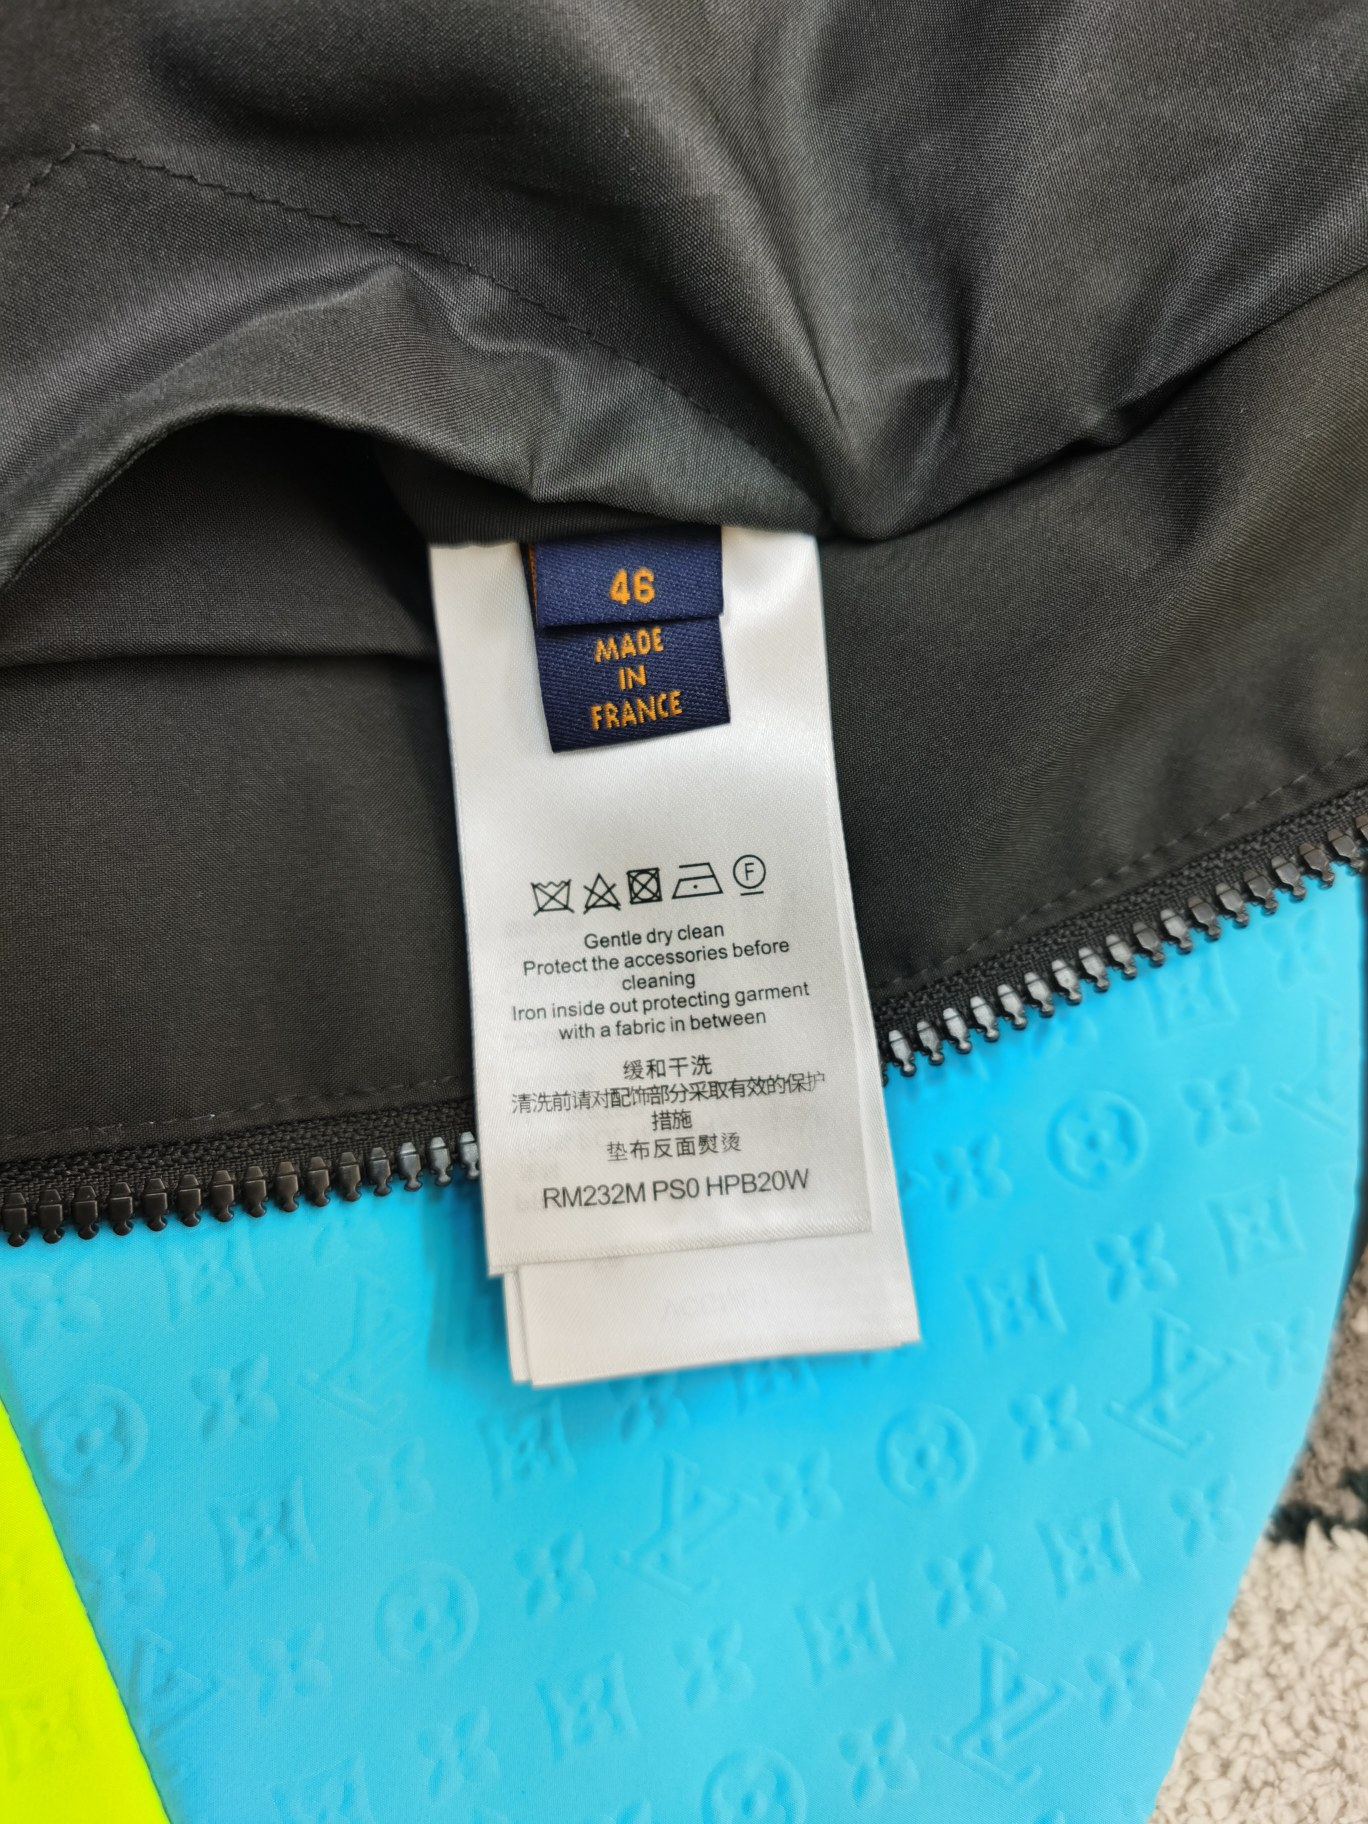 46
MADE
IN
FRANCE
F
Gentle dry clean
Protect the accessories before
cleaning
Iron inside out protecting garment
with a fabric in between
缓和干洗
清洗前请对配饰部分采取有效的保护
措施
垫布反面熨烫
RM232M PS0 HPB20W